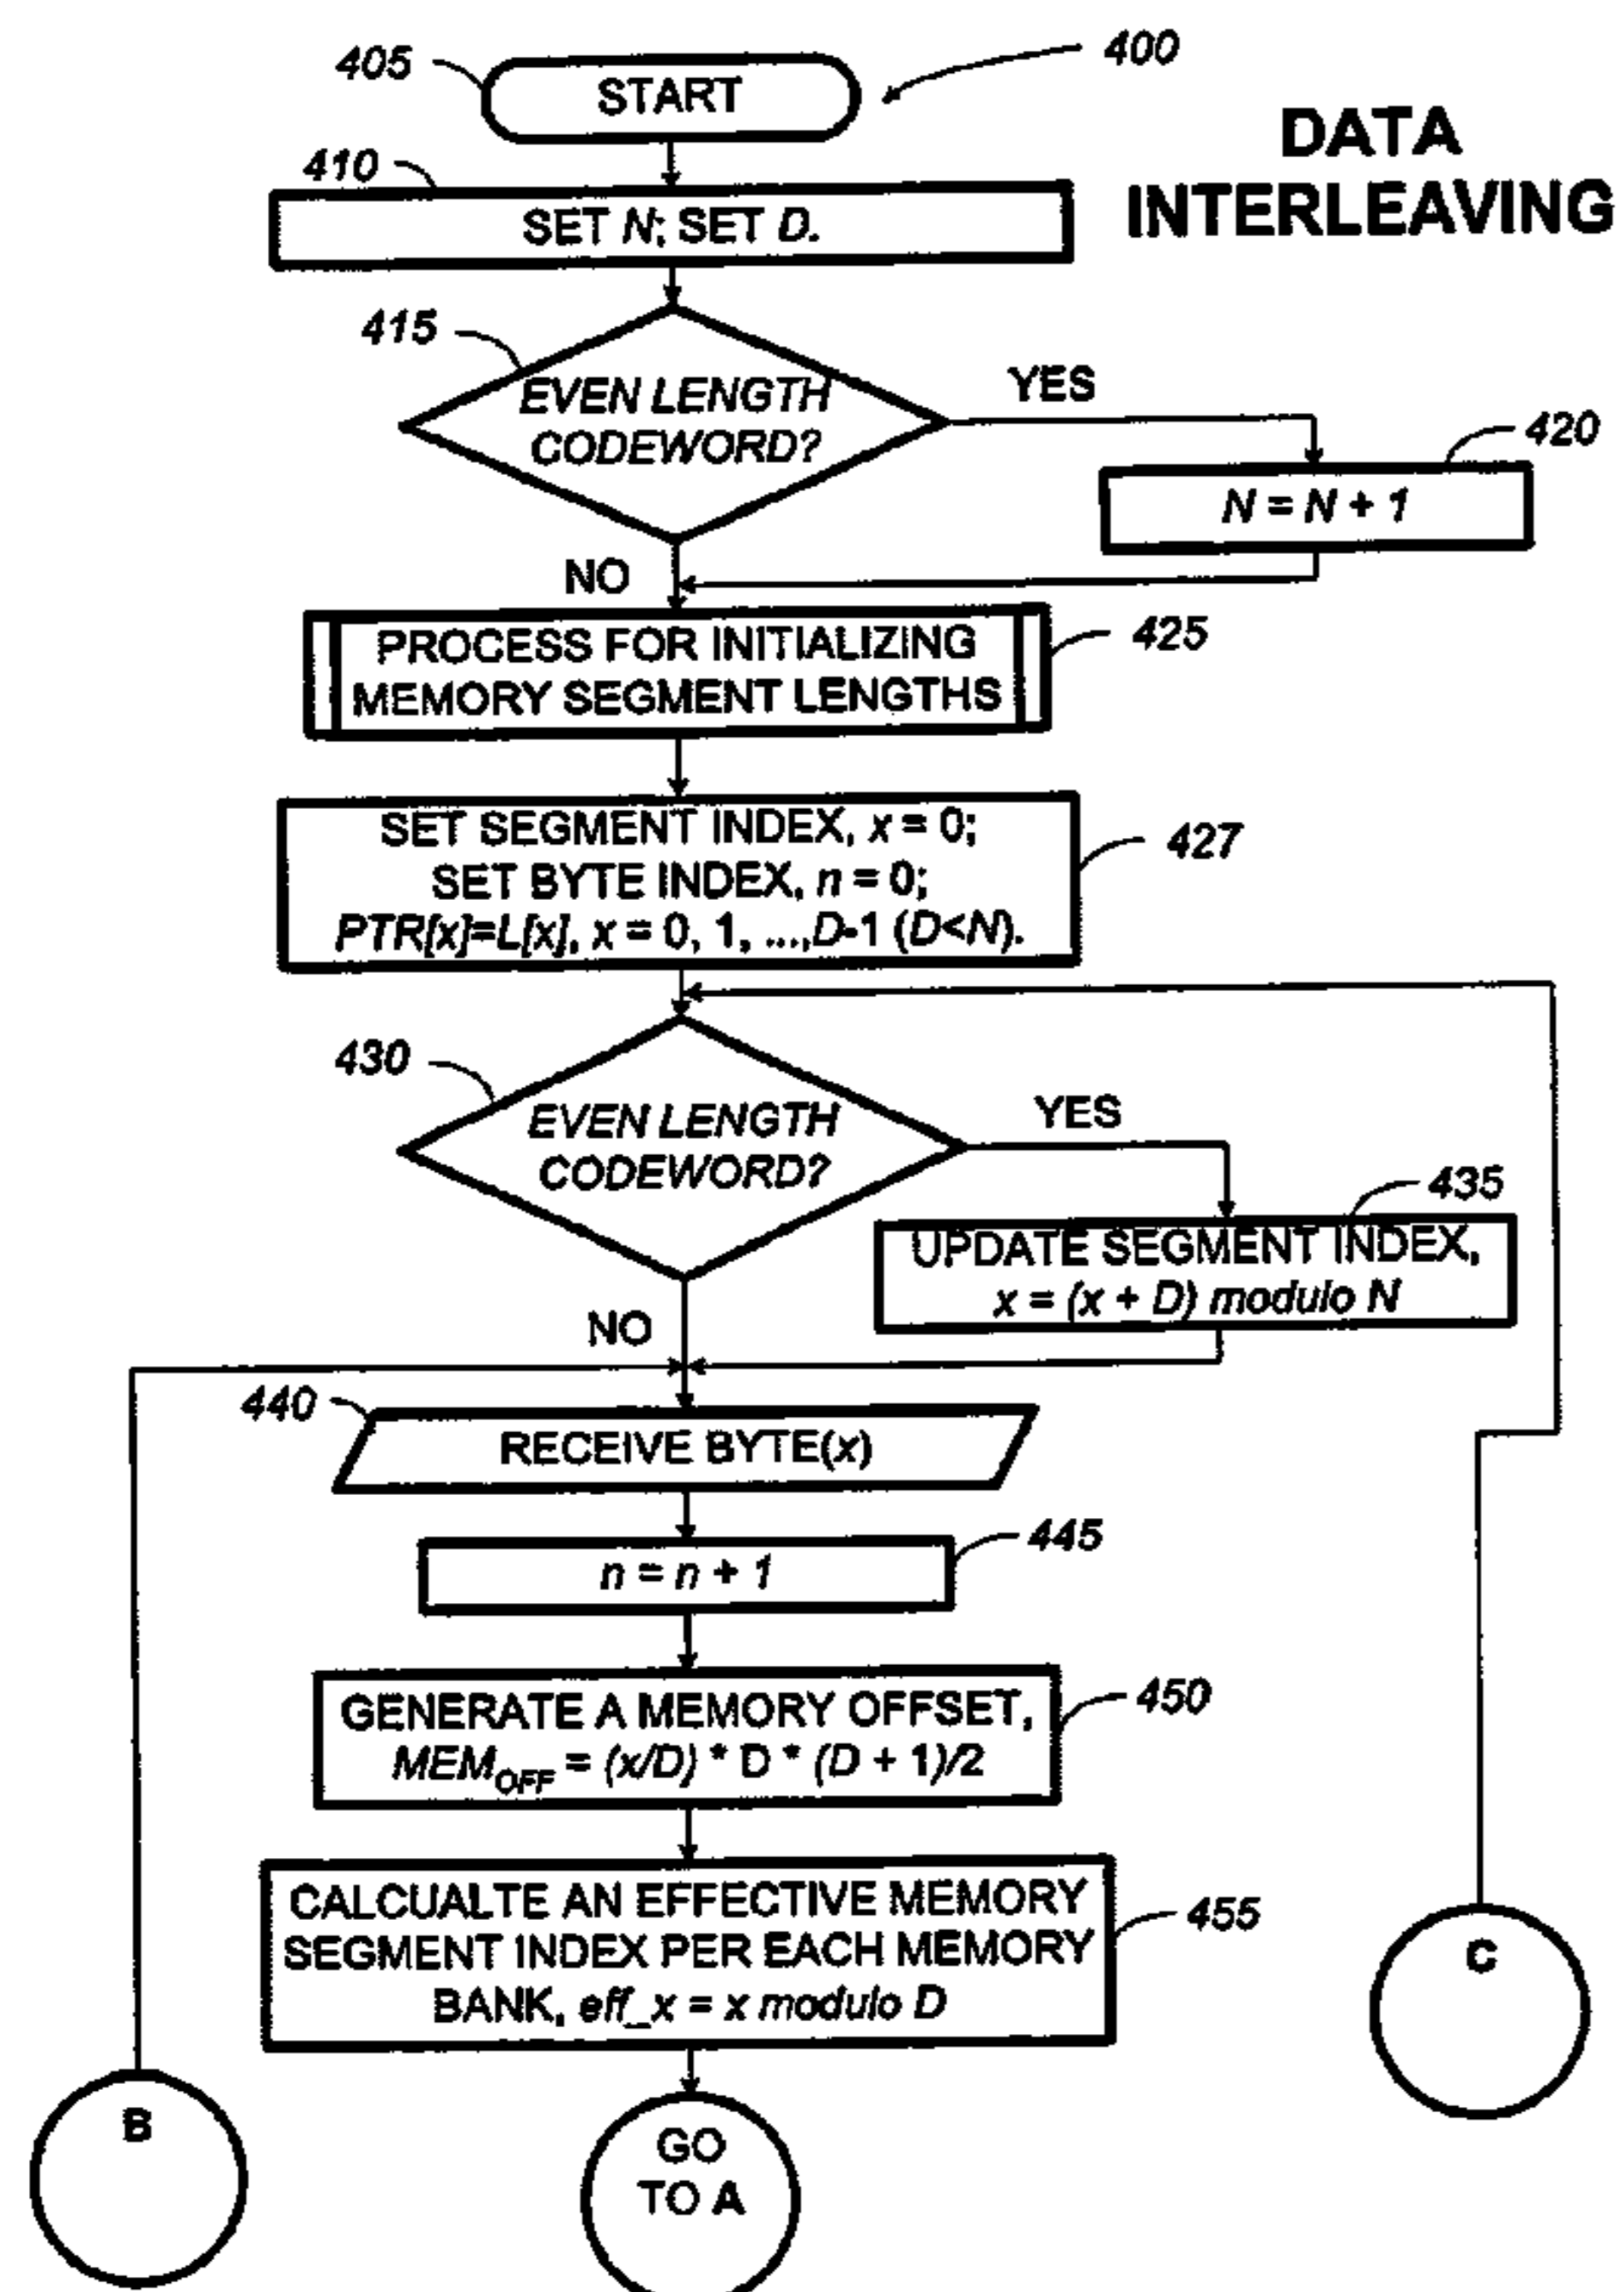 405
START
400
DATA
INTERLEAVING
410
SET N; SET D.
415
EVEN LENGTH
CODEWORD?
YES
420
N = N + 1
NO
PROCESS FOR INITIALIZING
MEMORY SEGMENT LENGTHS
425
SET SEGMENT INDEX, x = 0;
SET BYTE INDEX, n = 0;
PTR[x]=L[x], x = 0, 1, ...,D-1 (D<N).
427
430
EVEN LENGTH
CODEWORD?
YES
435
UPDATE SEGMENT INDEX,
x = (x + D) modulo N
NO
440
RECEIVE BYTE(x)
445
n = n + 1
GENERATE A MEMORY OFFSET,
MEM_OFF = (x/D) * D * (D + 1)/2
450
CALCUALTE AN EFFECTIVE MEMORY
SEGMENT INDEX PER EACH MEMORY
BANK, eff_x = x modulo D
455
C
B
GO
TO A